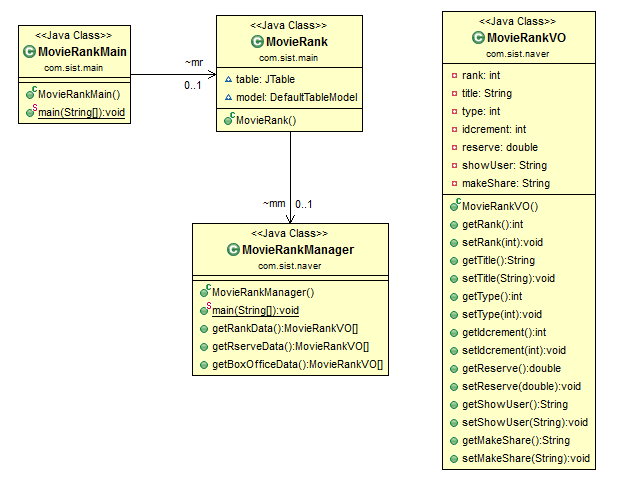 <<Java Class>>
MovieRankMain
com.sist.main
MovieRankMain()
main(String[]):void
~mr
0..1
<<Java Class>>
MovieRank
com.sist.main
table: JTable
model: DefaultTableModel
MovieRank()
~mm
0..1
<<Java Class>>
MovieRankManager
com.sist.naver
MovieRankManager()
main(String[]):void
getRankData():MovieRankVO[]
getRserveData():MovieRankVO[]
getBoxOfficeData():MovieRankVO[]
<<Java Class>>
MovieRankVO
com.sist.naver
rank: int
title: String
type: int
idcrement: int
reserve: double
showUser: String
makeShare: String
MovieRankVO()
getRank():int
setRank(int):void
getTitle():String
setTitle(String):void
getType():int
setType(int):void
getIdcrement():int
setIdcrement(int):void
getReserve():double
setReserve(double):void
getShowUser():String
setShowUser(String):void
getMakeShare():String
setMakeShare(String):void